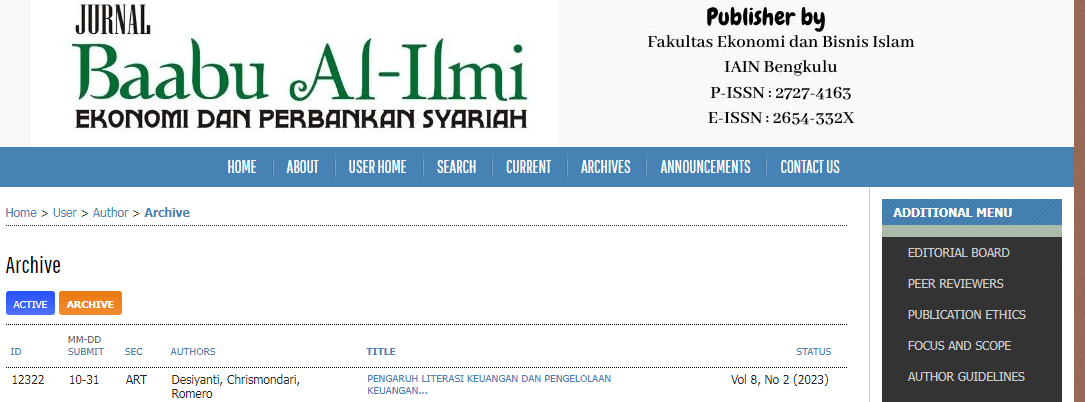 JURNAL
Baabu Al-Ilmi
EKONOMI DAN PERBANKAN SYARIAH
Publisher by
Fakultas Ekonomi dan Bisnis Islam
IAIN Bengkulu
P-ISSN : 2727-4163
E-ISSN : 2654-332X
HOME ABOUT USER HOME SEARCH CURRENT ARCHIVES ANNOUNCEMENTS CONTACT US
Home > User > Author > Archive
Archive
ACTIVE ARCHIVE
ID MM-DD SUBMIT SEC AUTHORS TITLE STATUS
12322 10-31 ART Desiyanti, Chrismondari, PENGARUH LITERASI KEUANGAN DAN PENGELOLAAN Vol 8, No 2 (2023)
Romero KEUANGAN...
ADDITIONAL MENU
EDITORIAL BOARD
PEER REVIEWERS
PUBLICATION ETHICS
FOCUS AND SCOPE
AUTHOR GUIDELINES